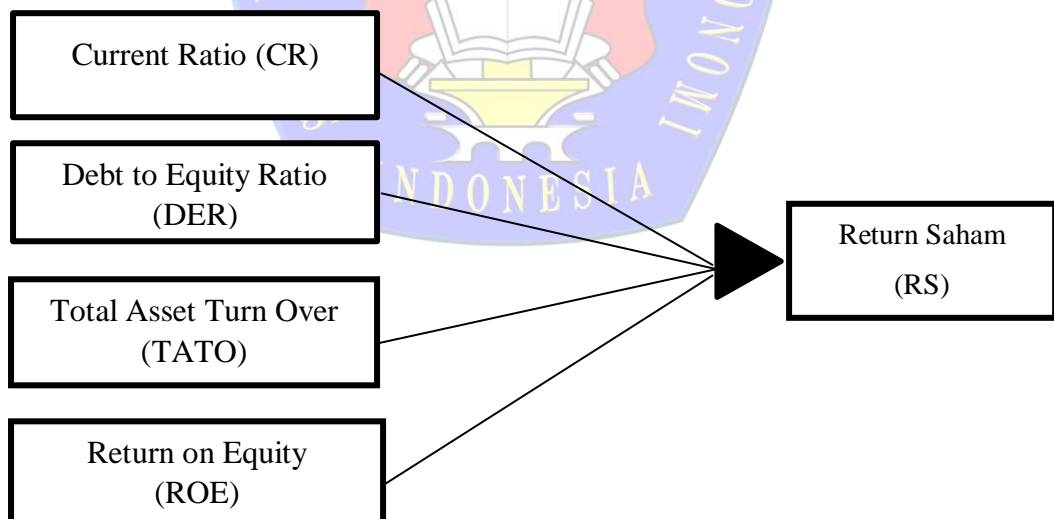 Current Ratio (CR)
Debt to Equity Ratio
(DER)
Total Asset Turn Over
(TATO)
Return on Equity
(ROE)
Return Saham
(RS)
INDONESIA